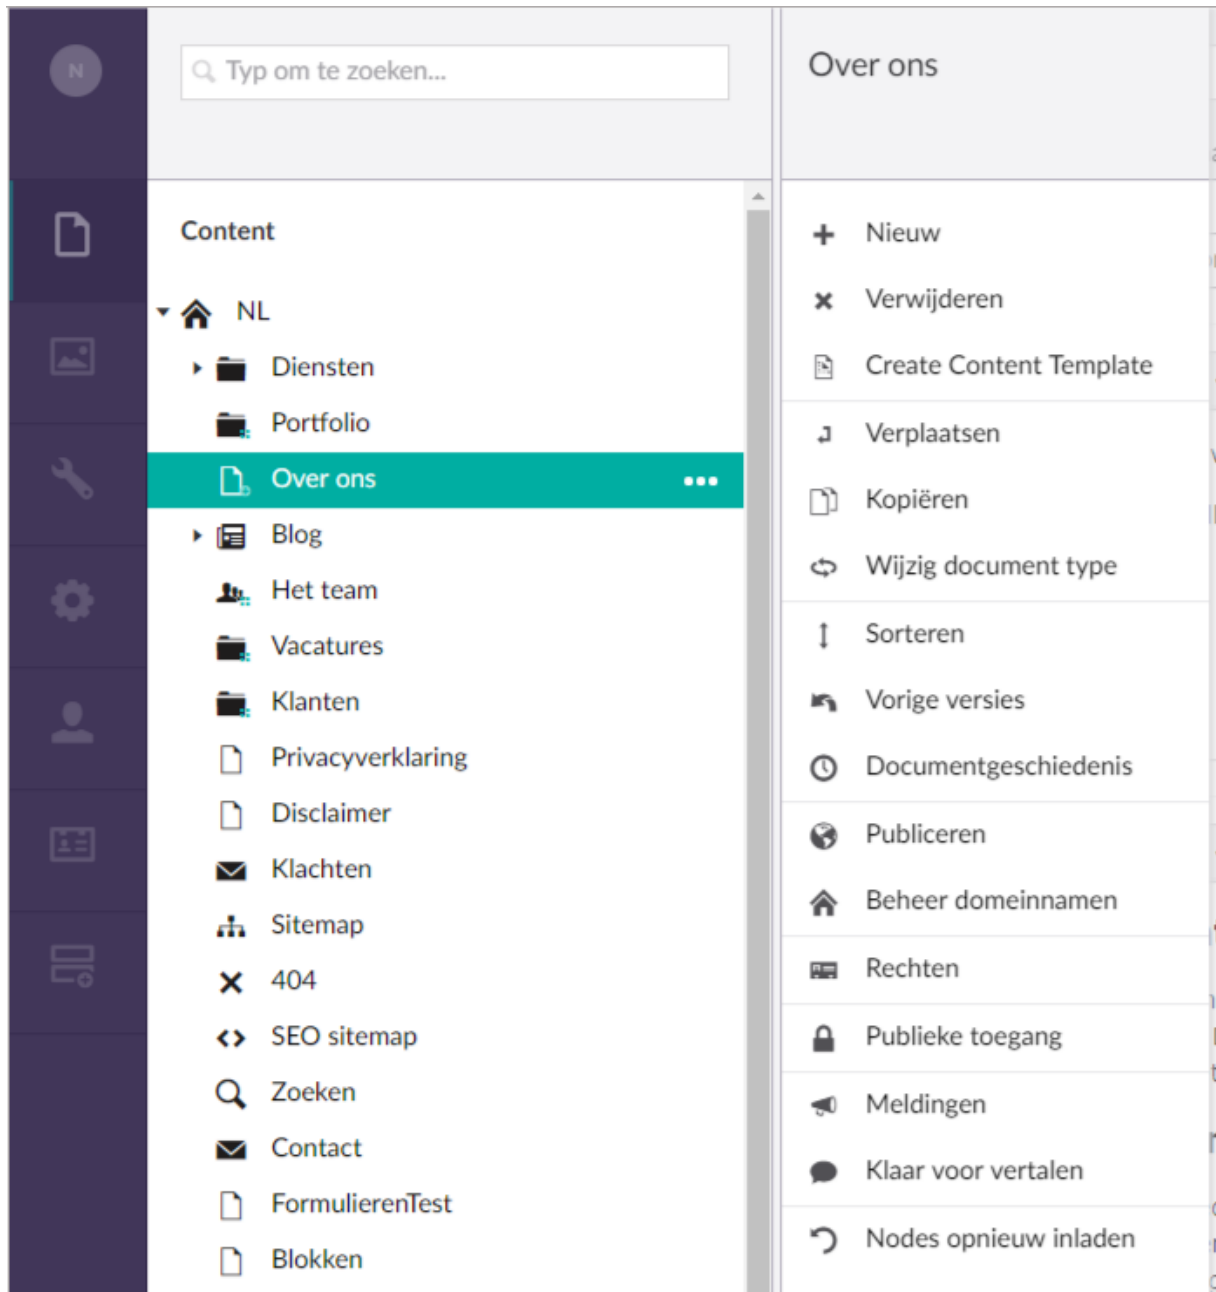 N
Typ om te zoeken...
Content
NL
Diensten
Portfolio
Over ons
Blog
Het team
Vacatures
Klanten
Privacyverklaring
Disclaimer
Klachten
Sitemap
404
SEO sitemap
Zoeken
Contact
FormulierenTest
Blokken
Over ons
Nieuw
Verwijderen
Create Content Template
Verplaatsen
Kopiëren
Wijzig document type
Sorteren
Vorige versies
Documentgeschiedenis
Publiceren
Beheer domeinnamen
Rechten
Publieke toegang
Meldingen
Klaar voor vertalen
Nodes opnieuw inladen